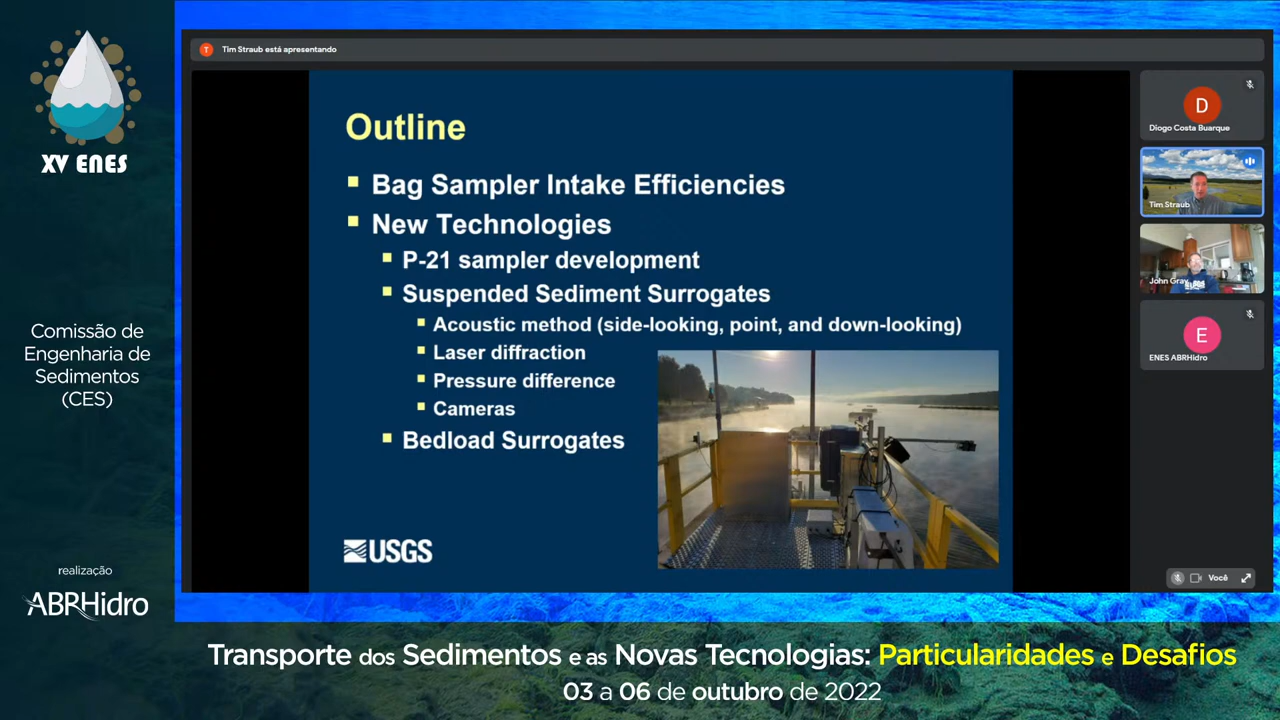 XV ENES
Comissão de
Engenharia de
Sedimentos
(CES)
realização
ABRHidro
T
Tim Straub está apresentando
Outline
Bag Sampler Intake Efficiencies
New Technologies
P-21 sampler development
Suspended Sediment Surrogates
Acoustic method (side-looking, point, and down-looking)
Laser diffraction
Pressure difference
Cameras
Bedload Surrogates
USGS
D
Diogo Costa Buarque
Tim Straub
John Gray
E
ENES ABRHidro
Você
Transporte dos Sedimentos e as Novas Tecnologias: Particularidades e Desafios
03 a 06 de outubro de 2022